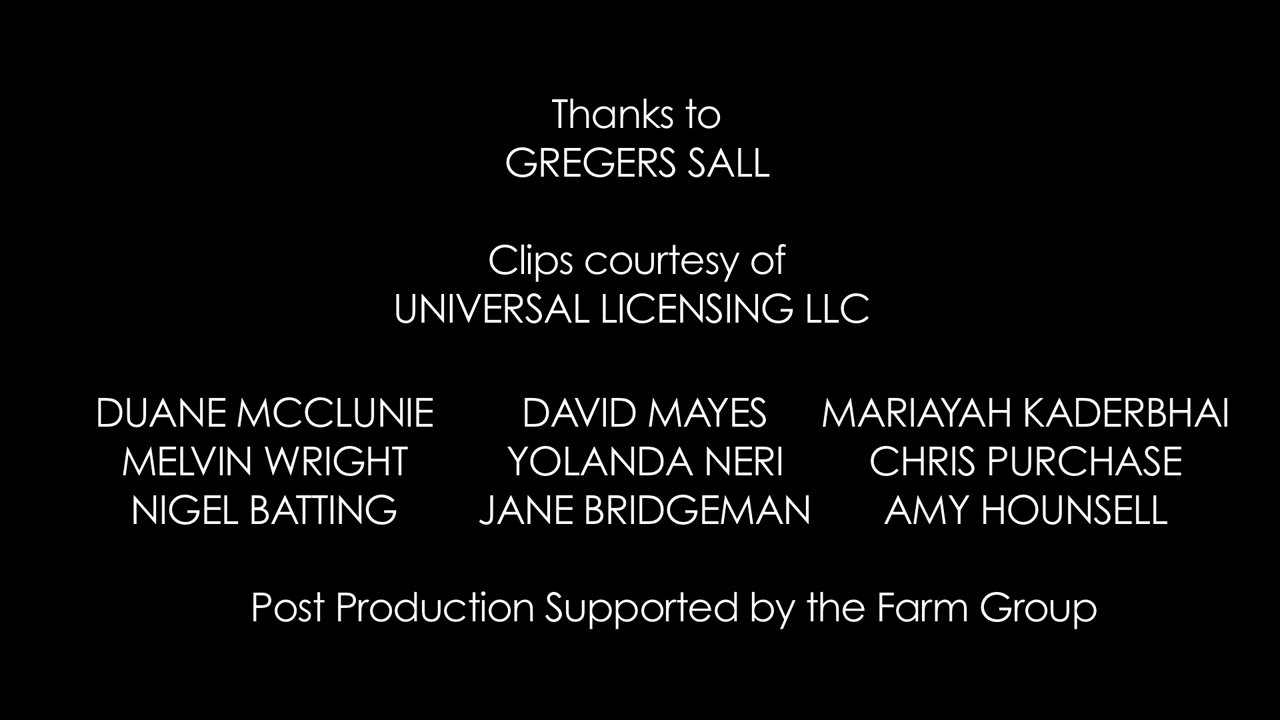 Thanks to
GREGERS SALL
Clips courtesy of
UNIVERSAL LICENSING LLC
DUANE MCCLUNIE DAVID MAYES MARIAYAH KADERBHAI
MELVIN WRIGHT YOLANDA NERI CHRIS PURCHASE
NIGEL BATTING JANE BRIDGEMAN AMY HOUNSELL
Post Production Supported by the Farm Group